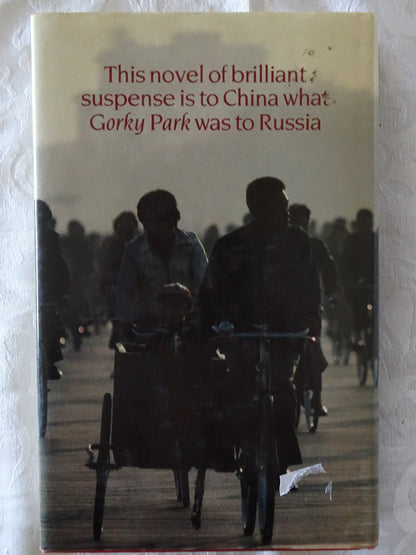 This novel of brilliant
suspense is to China what
Gorky Park was to Russia